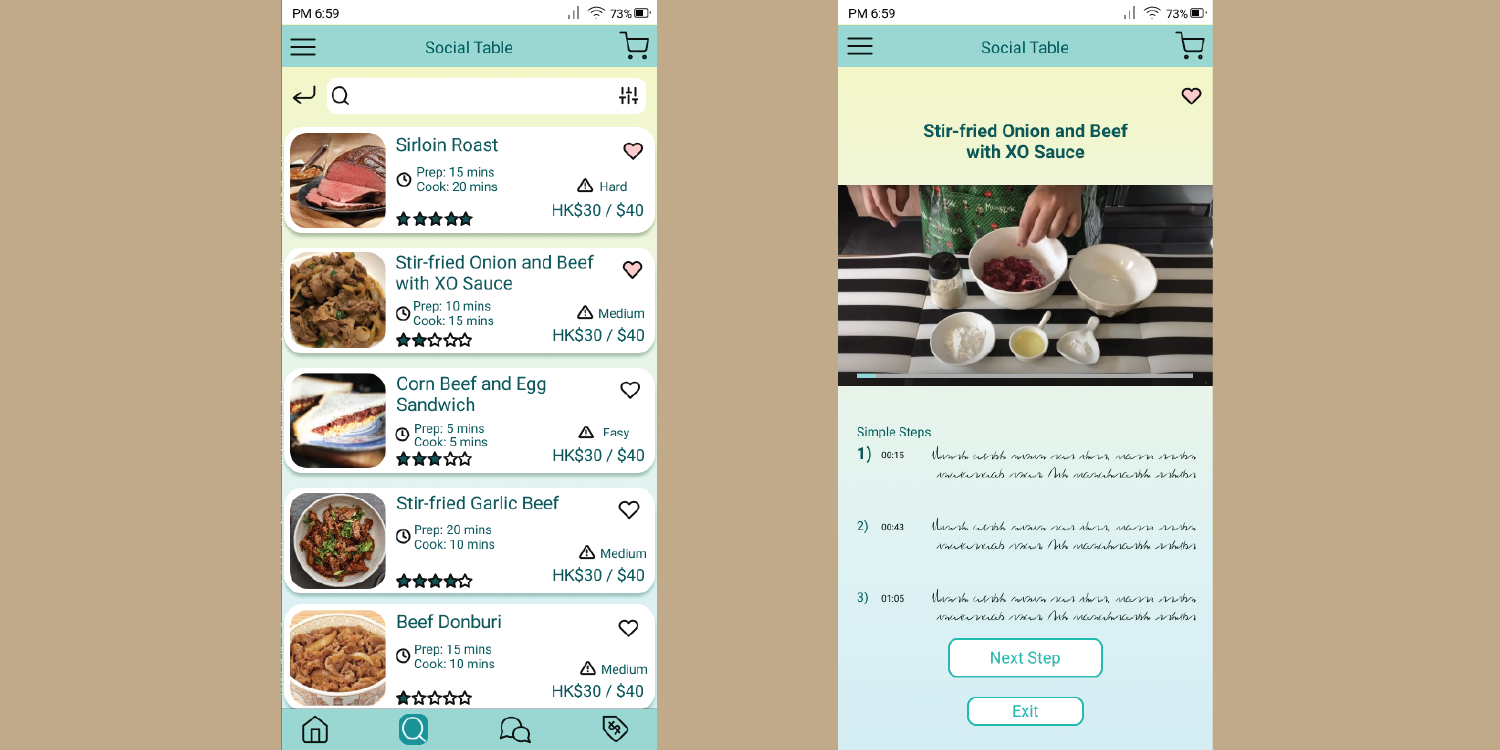 PM 6:59
73%
Social Table
Sirloin Roast
Prep: 15 mins
Cook: 20 mins
Hard
HK$30 / $40
Stir-fried Onion and Beef
with XO Sauce
Prep: 10 mins
Cook: 15 mins
Medium
HK$30 / $40
Corn Beef and Egg
Sandwich
Prep: 5 mins
Cook: 5 mins
Easy
HK$30 / $40
Stir-fried Garlic Beef
Prep: 20 mins
Cook: 10 mins
Medium
HK$30 / $40
Beef Donburi
Prep: 15 mins
Cook: 10 mins
Medium
HK$30 / $40
PM 6:59
73%
Social Table
Stir-fried Onion and Beef
with XO Sauce
Simple Steps
1) 00:15
2) 00:43
3) 01:05
Next Step
Exit